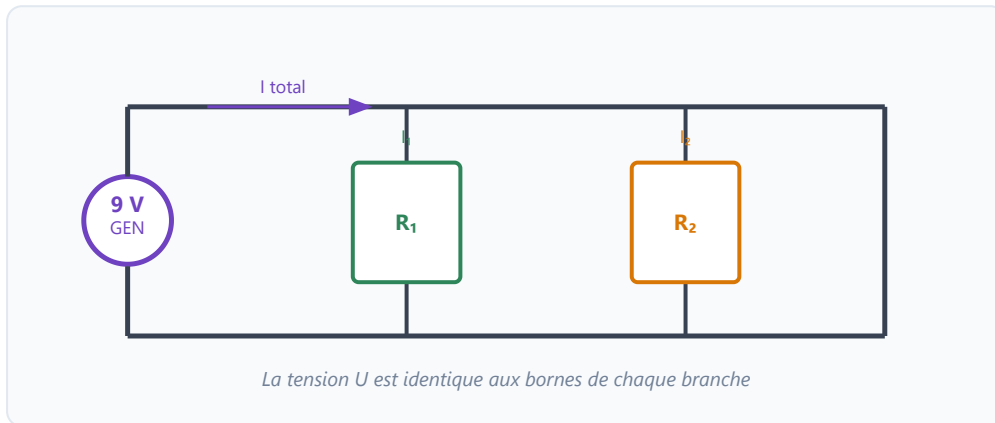 I total
I₁
I₂
9 V
GEN
R₁
R₂
La tension U est identique aux bornes de chaque branche